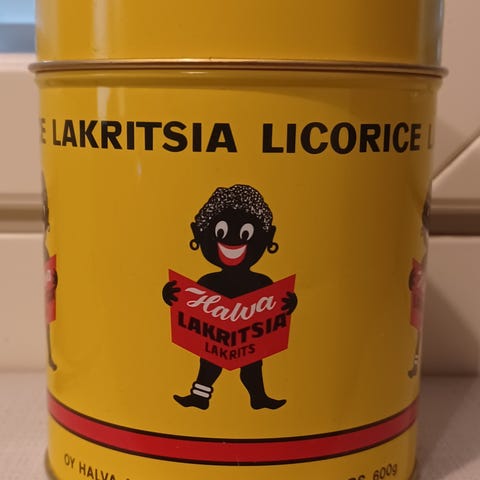 E LAKRITSIA LICORICE L
Halva
LAKRITSIA
LAKRITS
OY HALVA
600g